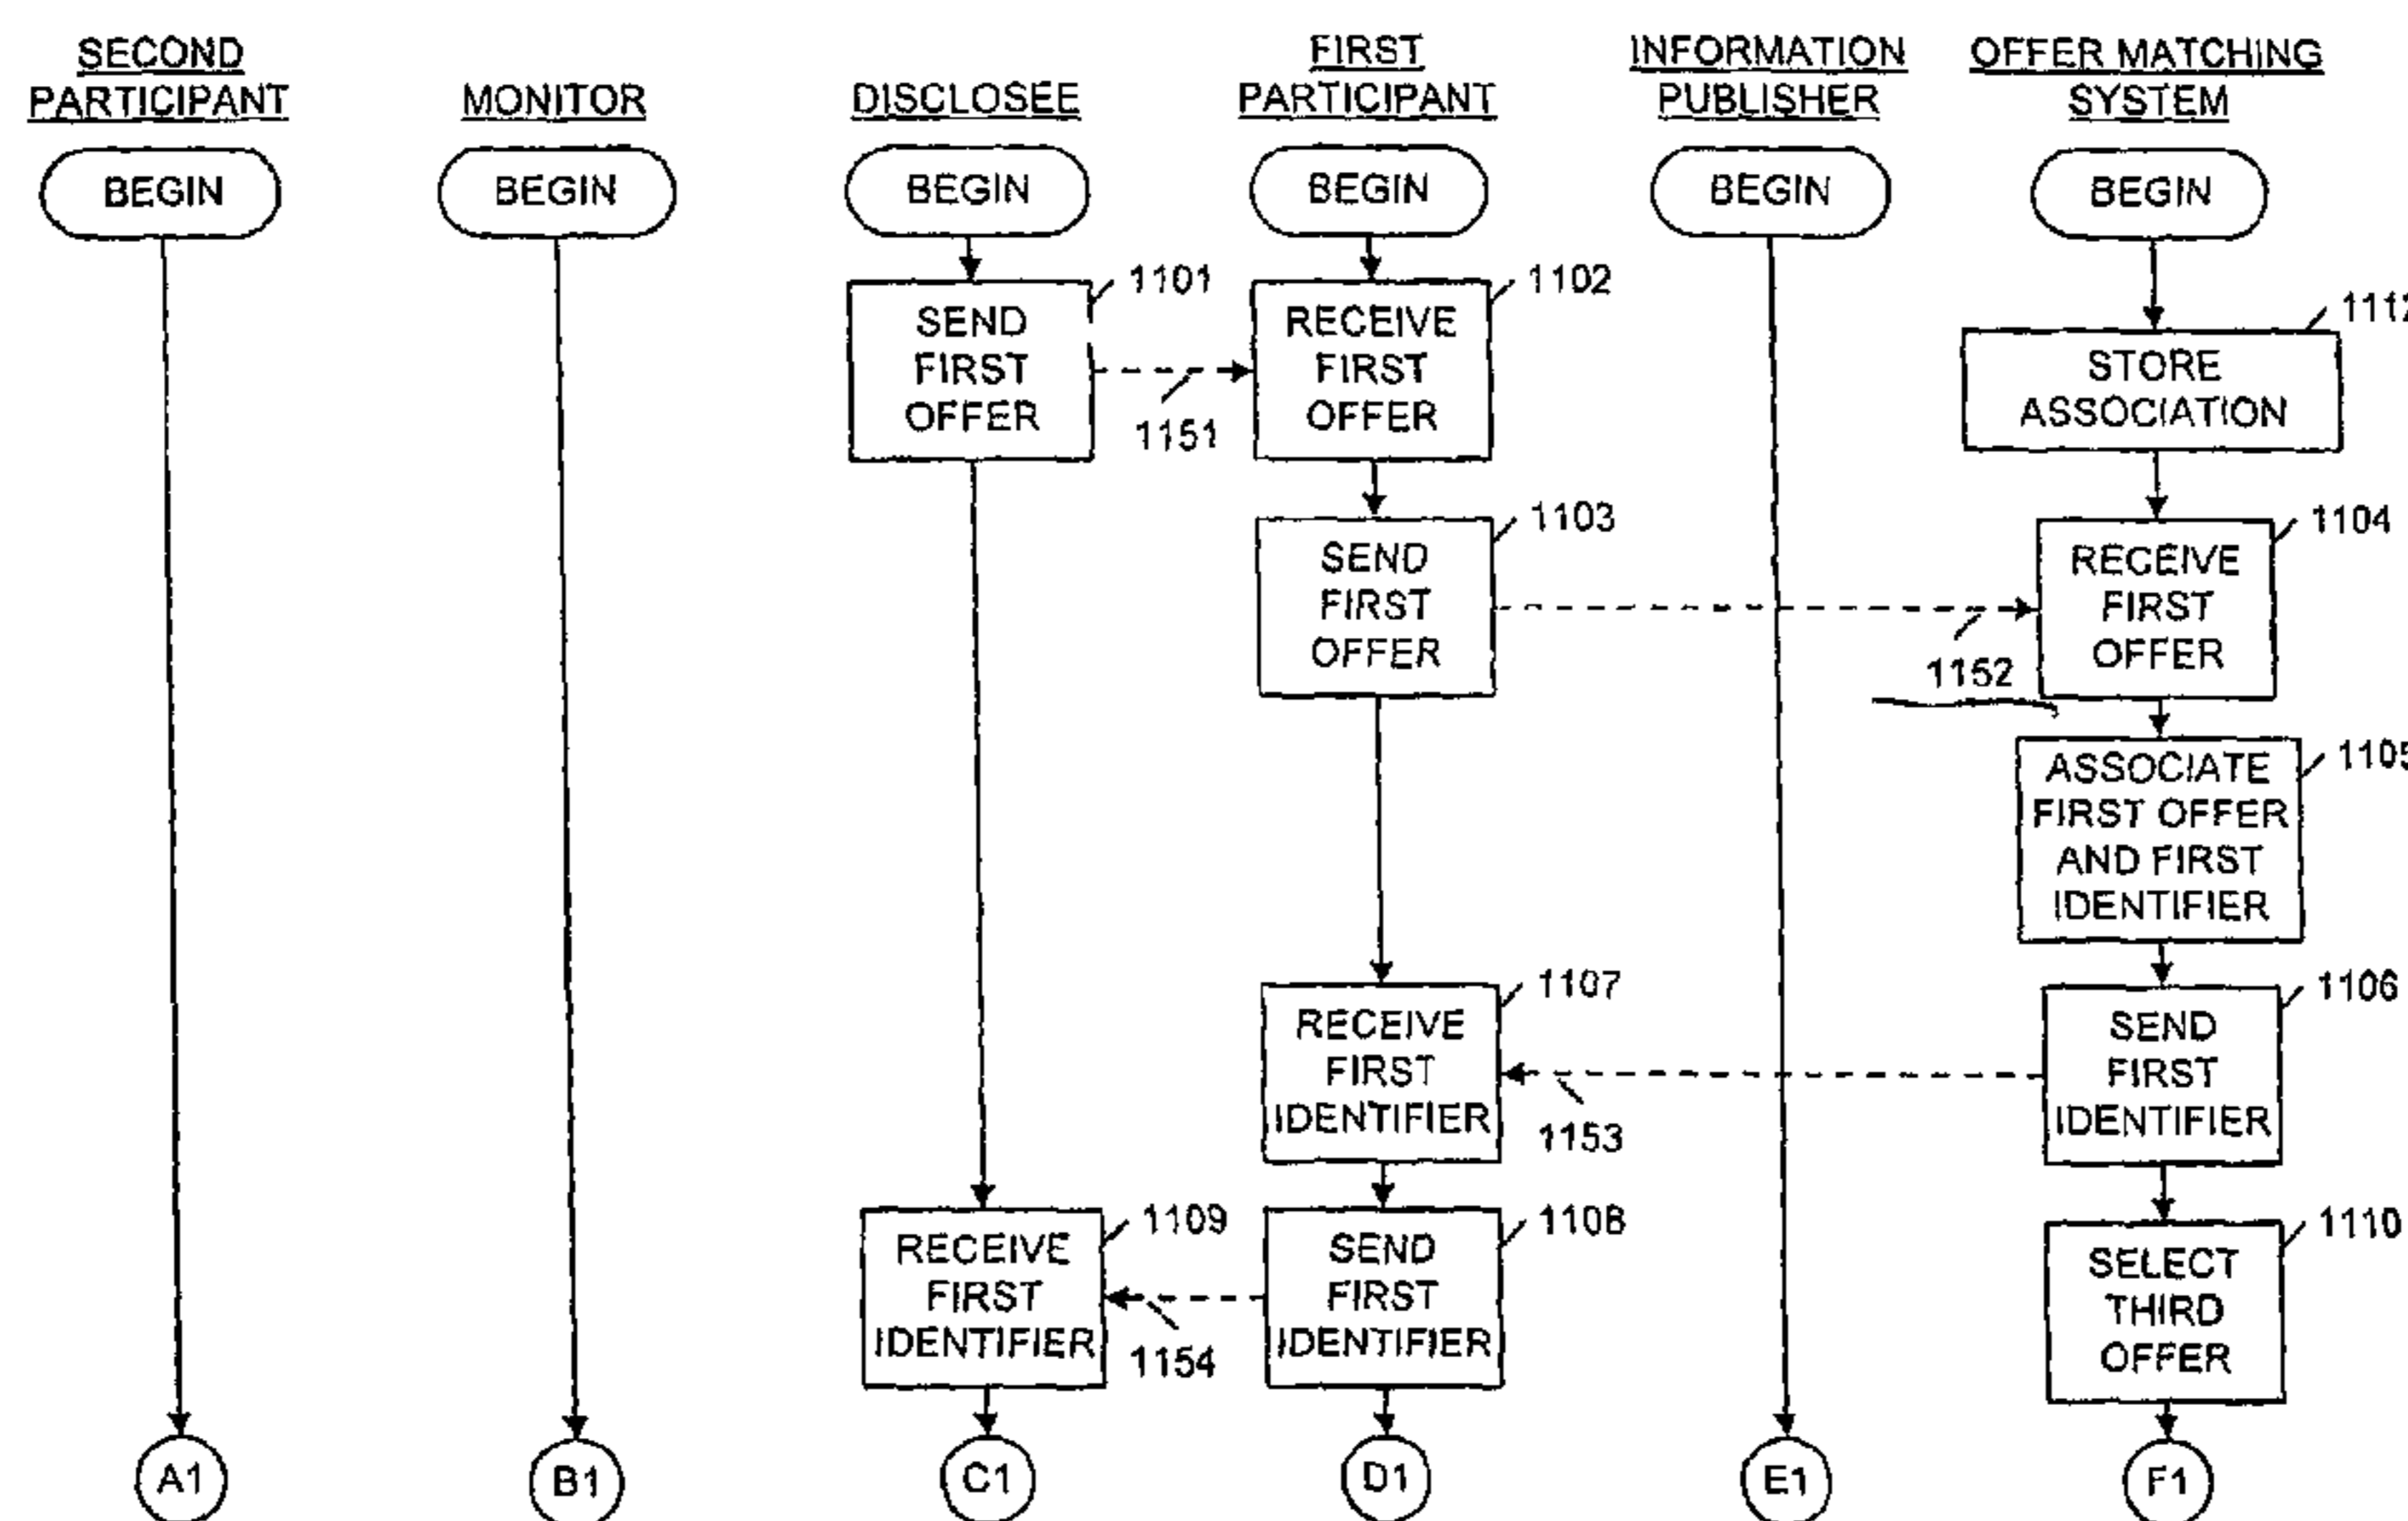 SECOND
PARTICIPANT
MONITOR
DISCLOSEE
FIRST
PARTICIPANT
INFORMATION
PUBLISHER
OFFER MATCHING
SYSTEM
BEGIN
BEGIN
BEGIN
BEGIN
BEGIN
BEGIN
1101
SEND
FIRST
OFFER
1151
1102
RECEIVE
FIRST
OFFER
1112
STORE
ASSOCIATION
1103
SEND
FIRST
OFFER
1152
1104
RECEIVE
FIRST
OFFER
1105
ASSOCIATE
FIRST OFFER
AND FIRST
IDENTIFIER
1107
RECEIVE
FIRST
IDENTIFIER
1153
1106
SEND
FIRST
IDENTIFIER
1109
RECEIVE
FIRST
IDENTIFIER
1154
1108
SEND
FIRST
IDENTIFIER
1110
SELECT
THIRD
OFFER
A1
B1
C1
D1
E1
F1